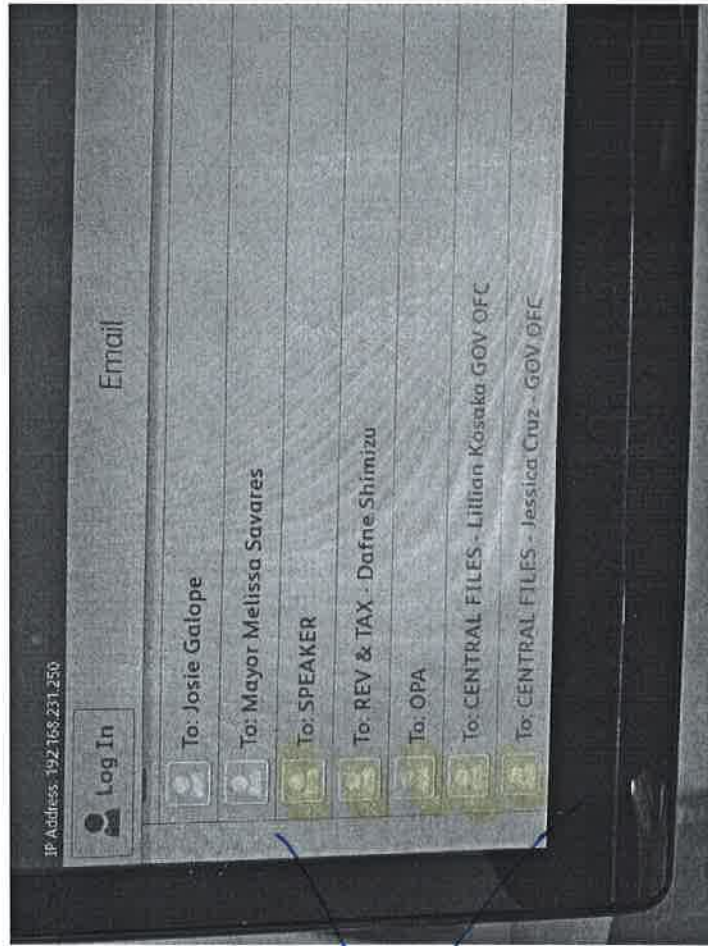 IP Address 192.168.231.250
Log In
Email
To: Josie Galope
To: Mayor Melissa Savares
To: SPEAKER
To: REV & TAX - Dafne Shimizu
To: OPA
To: CENTRAL FILES - Lillian Kosaka GOV OFC
To: CENTRAL FILES - Jessica Cruz - GOV OFC